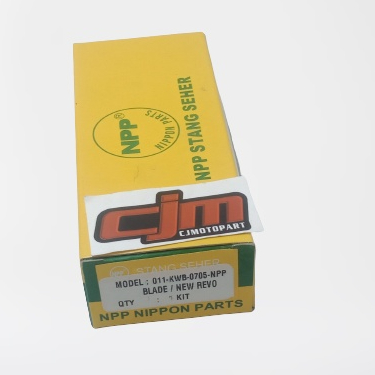 NPP
NIPPON PARTS
NPP STANG SEHER
cjm
CJMOTOPART
STANG SEHER
MODEL : 011-KWB-0705-NPP
BLADE / NEW REVO
QTY : 1 KIT
NPP NIPPON PARTS